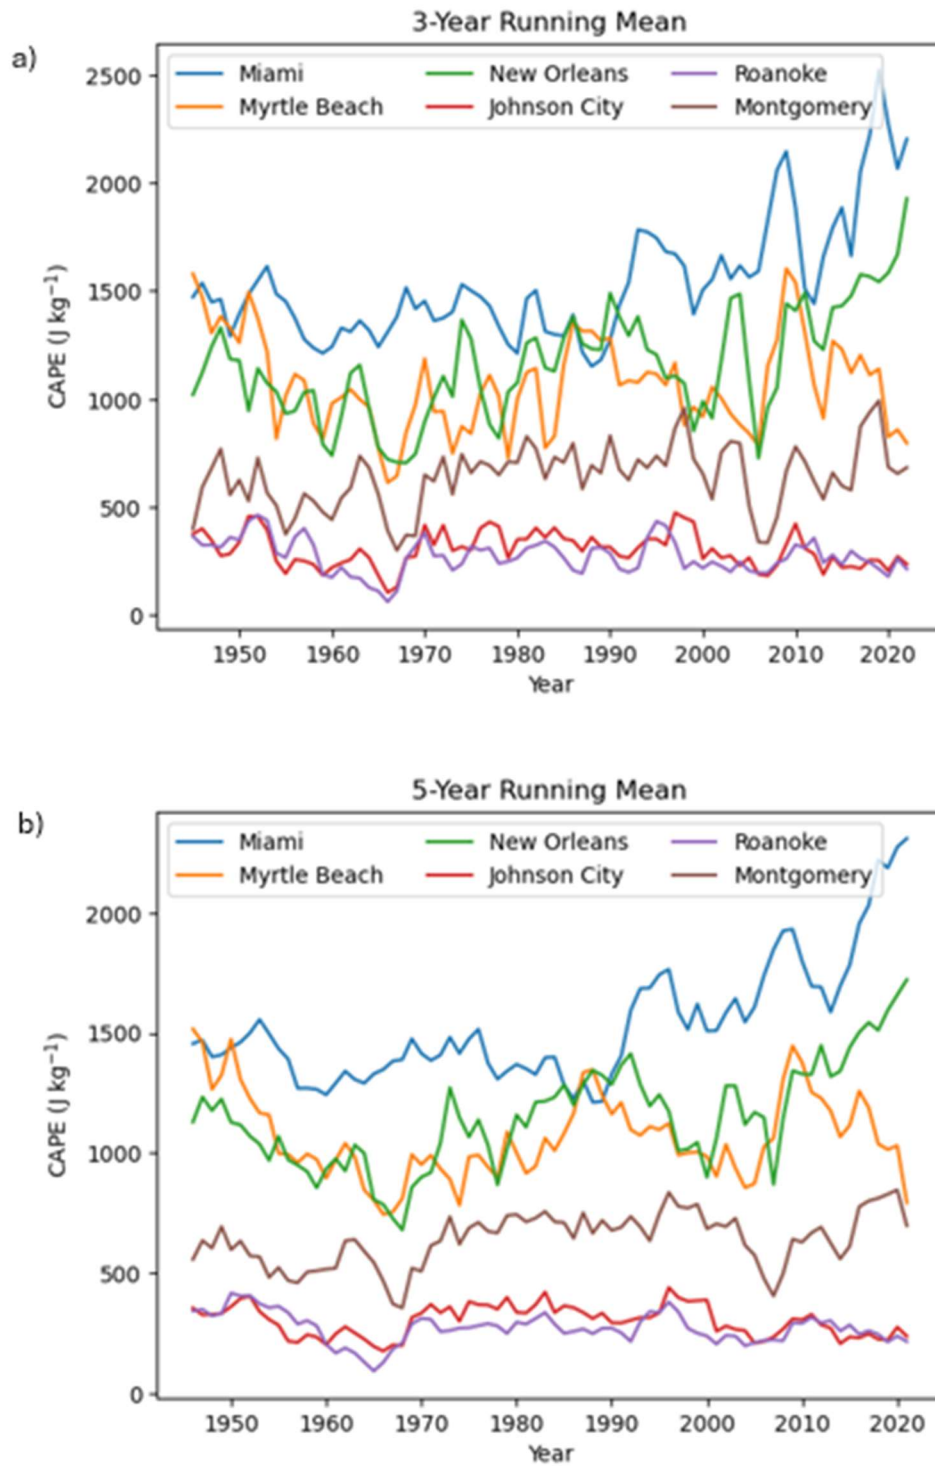 a)
3-Year Running Mean
Miami New Orleans Roanoke
Myrtle Beach Johnson City Montgomery
2500
2000
1500
1000
500
0
CAPE (J kg⁻¹)
1950 1960 1970 1980 1990 2000 2010 2020
Year
b)
5-Year Running Mean
Miami New Orleans Roanoke
Myrtle Beach Johnson City Montgomery
2000
1500
1000
500
0
CAPE (J kg⁻¹)
1950 1960 1970 1980 1990 2000 2010 2020
Year